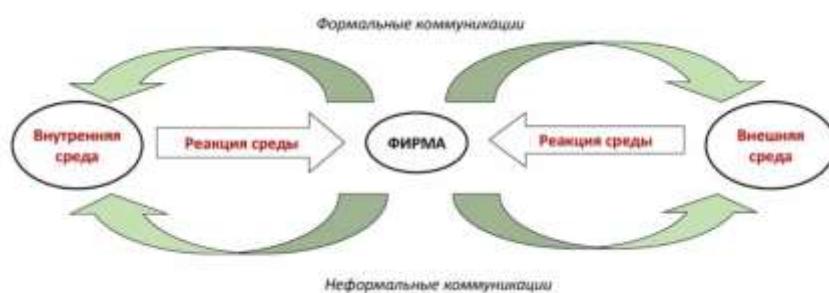 Формальные коммуникации
Внутренняя
среда
Реакция среды
ФИРМА
Реакция среды
Внешняя
среда
Неформальные коммуникации